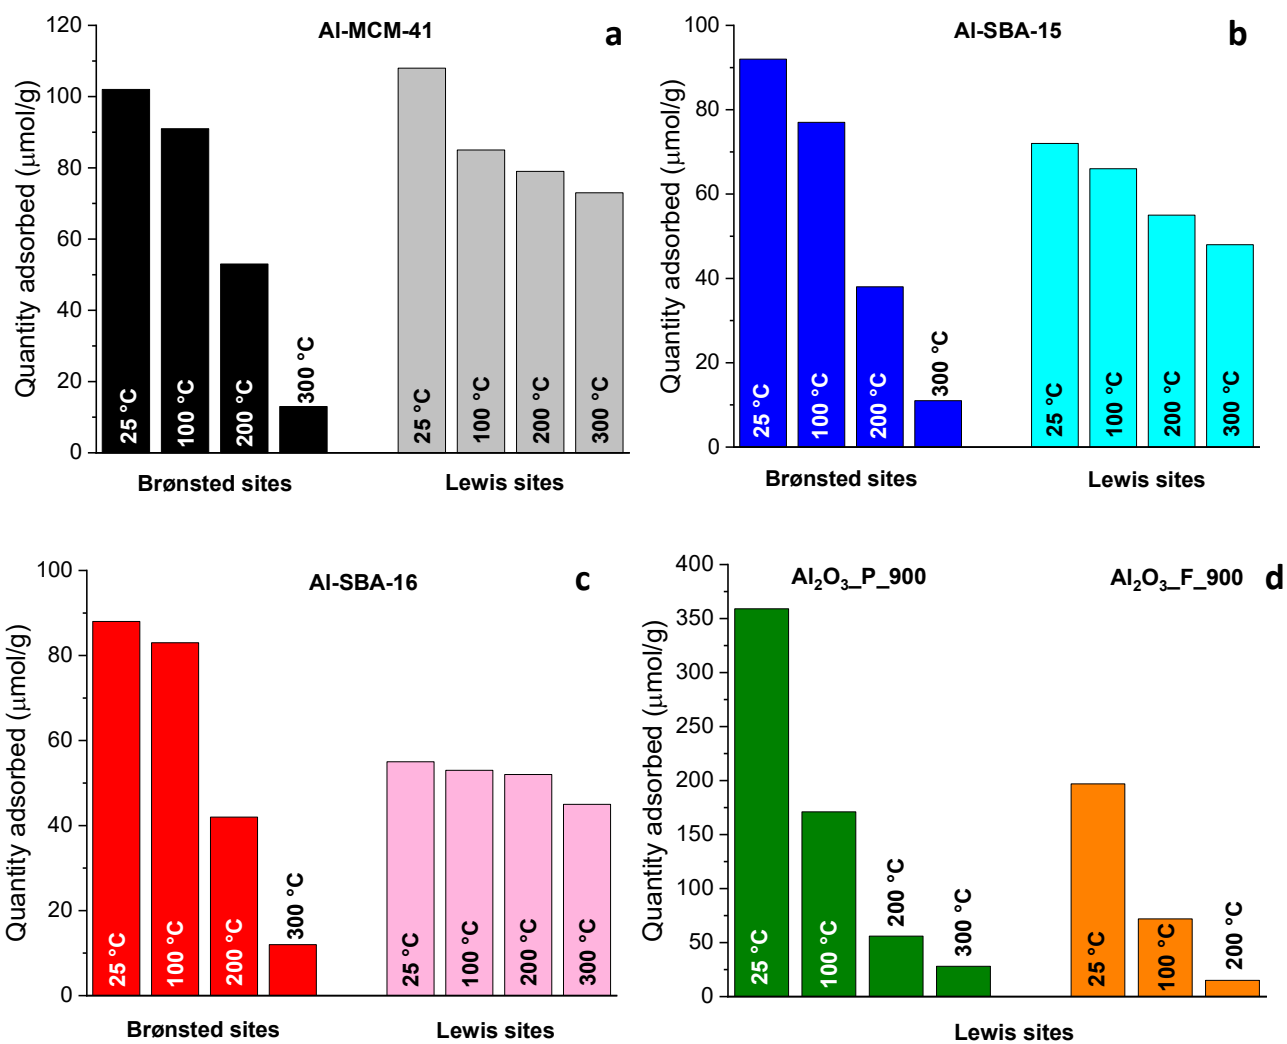 Al-MCM-41
a
Quantity adsorbed (μmol/g)
120
100
80
60
40
20
0
25 °C
100 °C
200 °C
300 °C
25 °C
100 °C
200 °C
300 °C
Brønsted sites
Lewis sites
Al-SBA-15
b
Quantity adsorbed (μmol/g)
100
80
60
40
20
0
25 °C
100 °C
200 °C
300 °C
25 °C
100 °C
200 °C
300 °C
Brønsted sites
Lewis sites
Al-SBA-16
c
Quantity adsorbed (μmol/g)
100
80
60
40
20
0
25 °C
100 °C
200 °C
300 °C
25 °C
100 °C
200 °C
300 °C
Brønsted sites
Lewis sites
Al₂O₃_P_900
Al₂O₃_F_900
d
Quantity adsorbed (μmol/g)
400
350
300
250
200
150
100
50
0
25 °C
100 °C
200 °C
300 °C
25 °C
100 °C
200 °C
Lewis sites